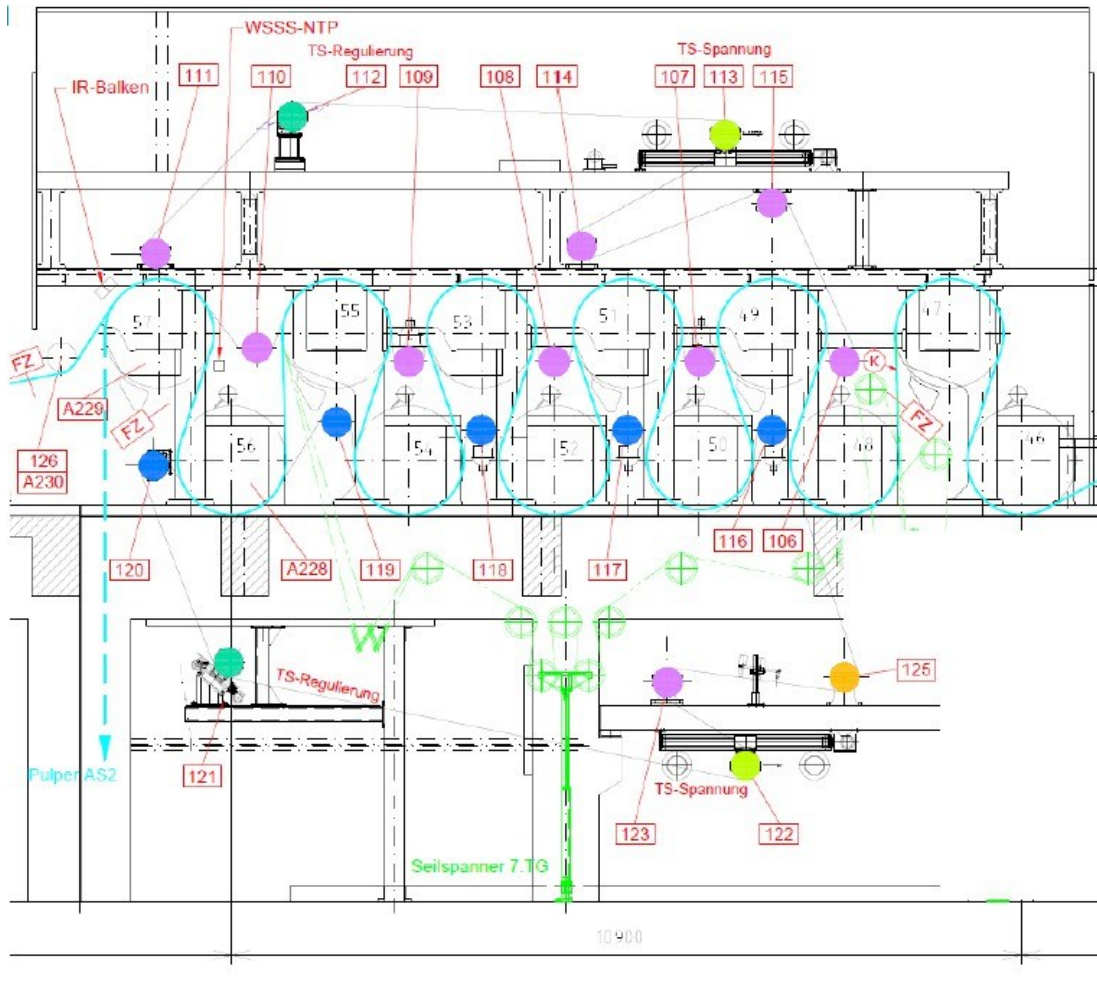 WSSS-NTP
TS-Regulierung
TS-Spannung
111
110
112
109
108
114
107
113
115
IR-Balken
57
55
53
51
49
47
FZ
A229
FZ
K
FZ
126
A230
56
54
52
50
48
46
120
A228
119
118
117
116
106
W
TS-Regulierung
125
Pulper AS2
121
TS-Spannung
123
122
Seilspanner 7.TG
10900